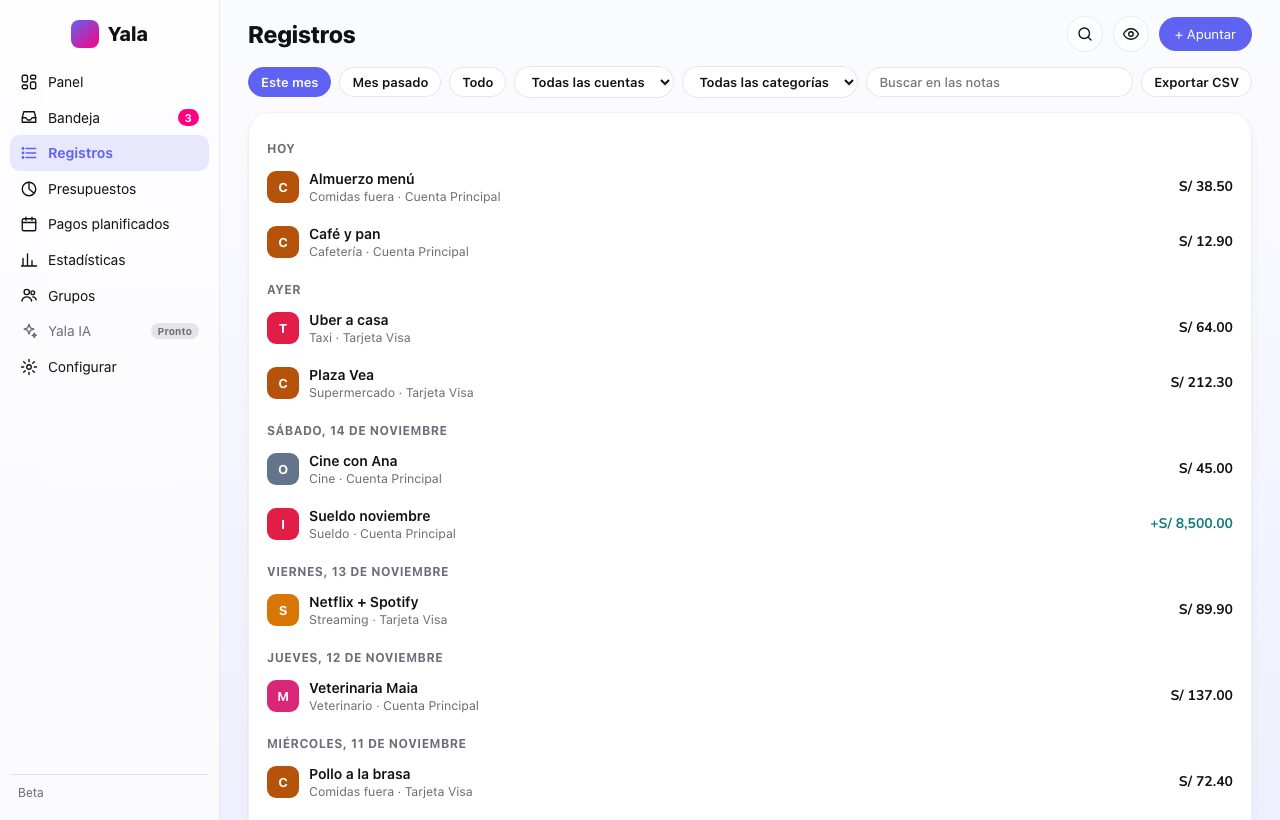 Yala
Panel
Bandeja 3
Registros
Presupuestos
Pagos planificados
Estadísticas
Grupos
Yala IA Pronto
Configurar
Beta
Registros
+ Apuntar
Este mes Mes pasado Todo Todas las cuentas Todas las categorías Buscar en las notas Exportar CSV
HOY
C Almuerzo menú S/ 38.50
Comidas fuera · Cuenta Principal
C Café y pan S/ 12.90
Cafetería · Cuenta Principal
AYER
T Uber a casa S/ 64.00
Taxi · Tarjeta Visa
C Plaza Vea S/ 212.30
Supermercado · Tarjeta Visa
SÁBADO, 14 DE NOVIEMBRE
O Cine con Ana S/ 45.00
Cine · Cuenta Principal
I Sueldo noviembre +S/ 8,500.00
Sueldo · Cuenta Principal
VIERNES, 13 DE NOVIEMBRE
S Netflix + Spotify S/ 89.90
Streaming · Tarjeta Visa
JUEVES, 12 DE NOVIEMBRE
M Veterinaria Maia S/ 137.00
Veterinario · Cuenta Principal
MIÉRCOLES, 11 DE NOVIEMBRE
C Pollo a la brasa S/ 72.40
Comidas fuera · Tarjeta Visa